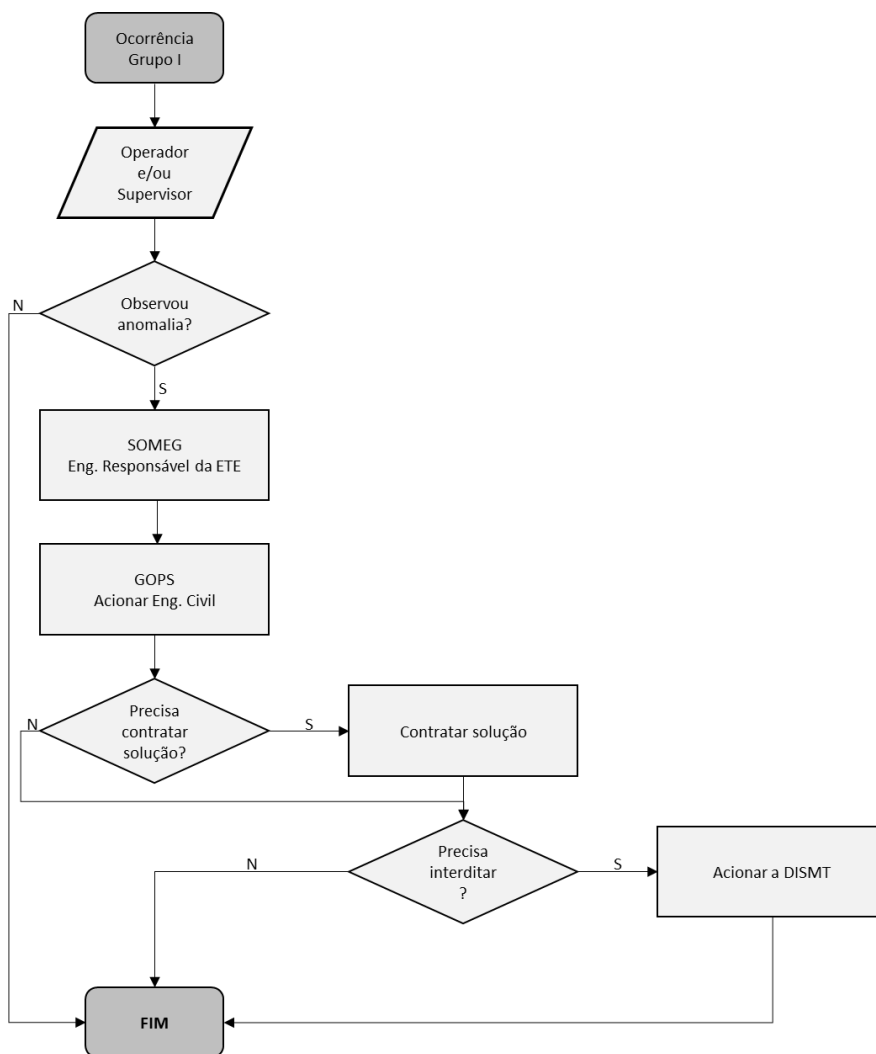 Ocorrência
Grupo I
Operador
e/ou
Supervisor
N
Observou
anomalia?
S
SOMEG
Eng. Responsável da ETE
GOPS
Acionar Eng. Civil
N
Precisa
contratar
solução?
S
Contratar solução
N
Precisa
interditar
?
S
Acionar a DISMT
FIM